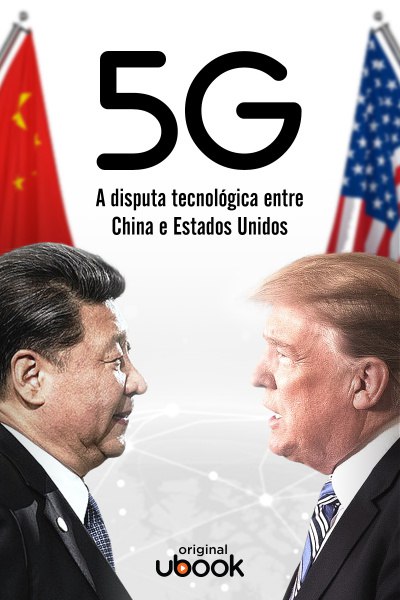 5G
A disputa tecnológica entre
China e Estados Unidos
original
ubook